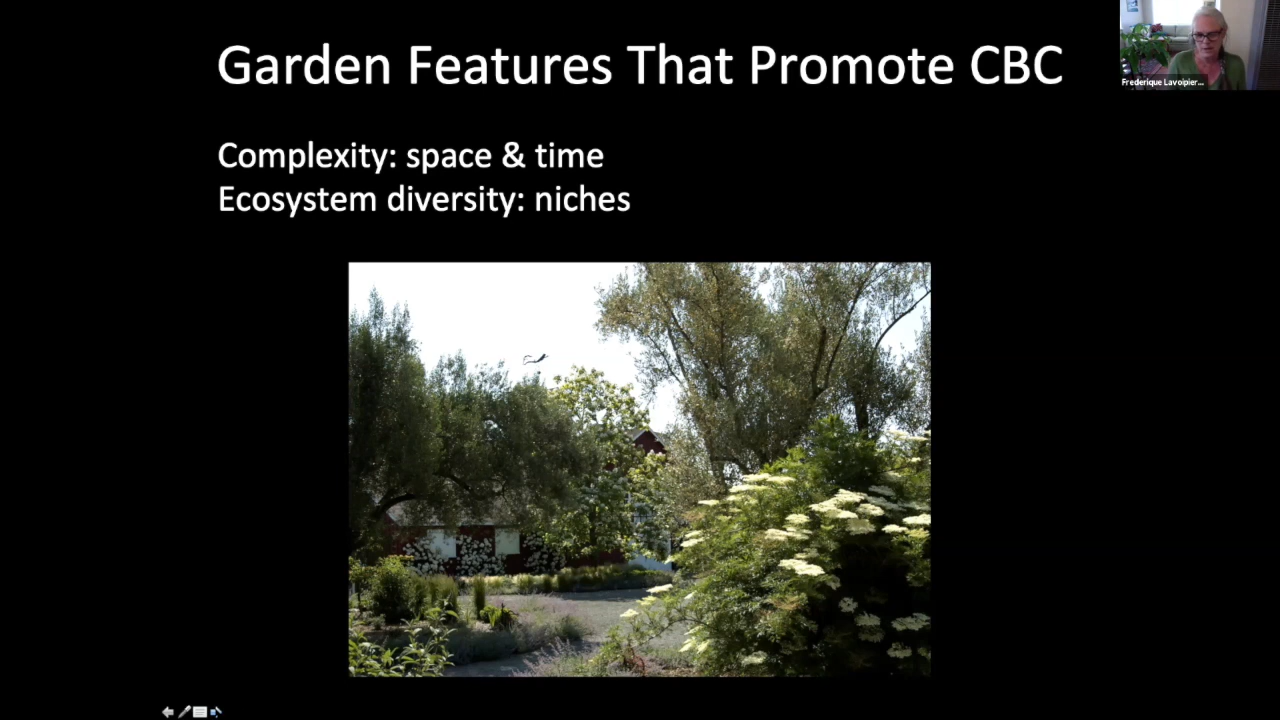 Garden Features That Promote CBC
Frederique Lavoipier...
Complexity: space & time
Ecosystem diversity: niches